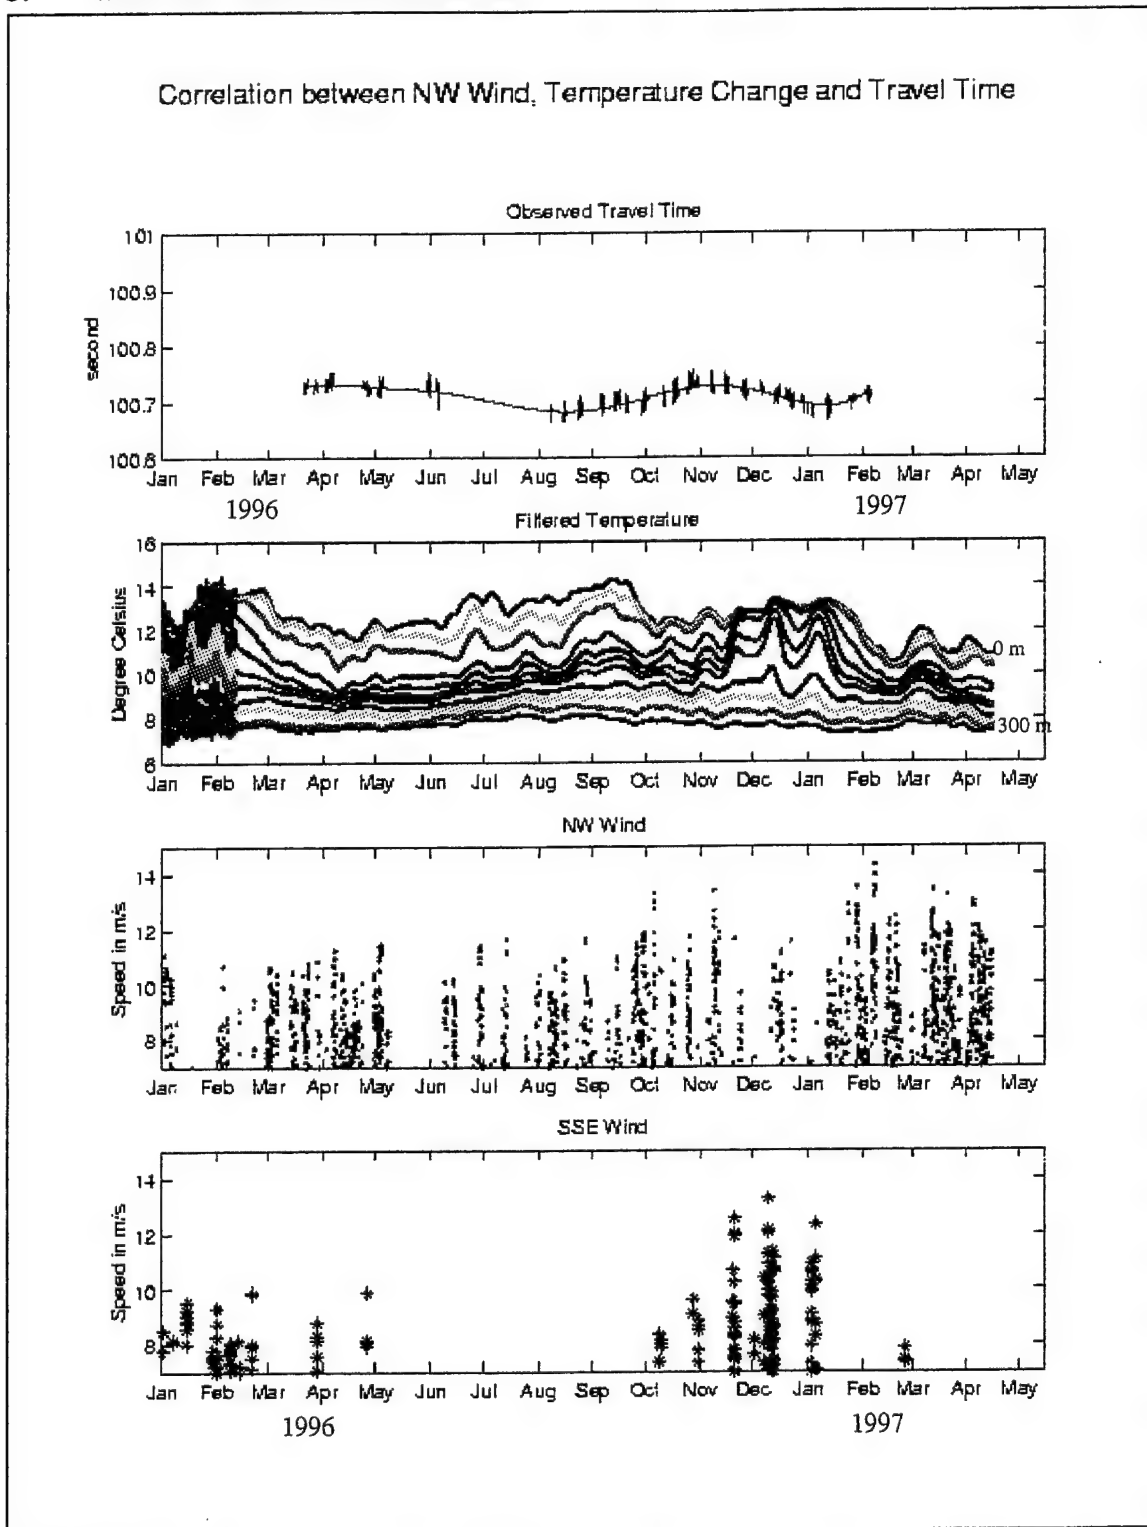 Correlation between NW Wind, Temperature Change and Travel Time
Observed Travel Time
101
100.9
100.8
100.7
100.6
second
Jan Feb Mar Apr May Jun Jul Aug Sep Oct Nov Dec Jan Feb Mar Apr May
1996 1997
Filtered Temperature
16
14
12
10
8
6
Degree Celsius
0 m
300 m
Jan Feb Mar Apr May Jun Jul Aug Sep Oct Nov Dec Jan Feb Mar Apr May
NW Wind
14
12
10
8
Speed in m/s
Jan Feb Mar Apr May Jun Jul Aug Sep Oct Nov Dec Jan Feb Mar Apr May
SSE Wind
14
12
10
8
Speed in m/s
Jan Feb Mar Apr May Jun Jul Aug Sep Oct Nov Dec Jan Feb Mar Apr May
1996 1997